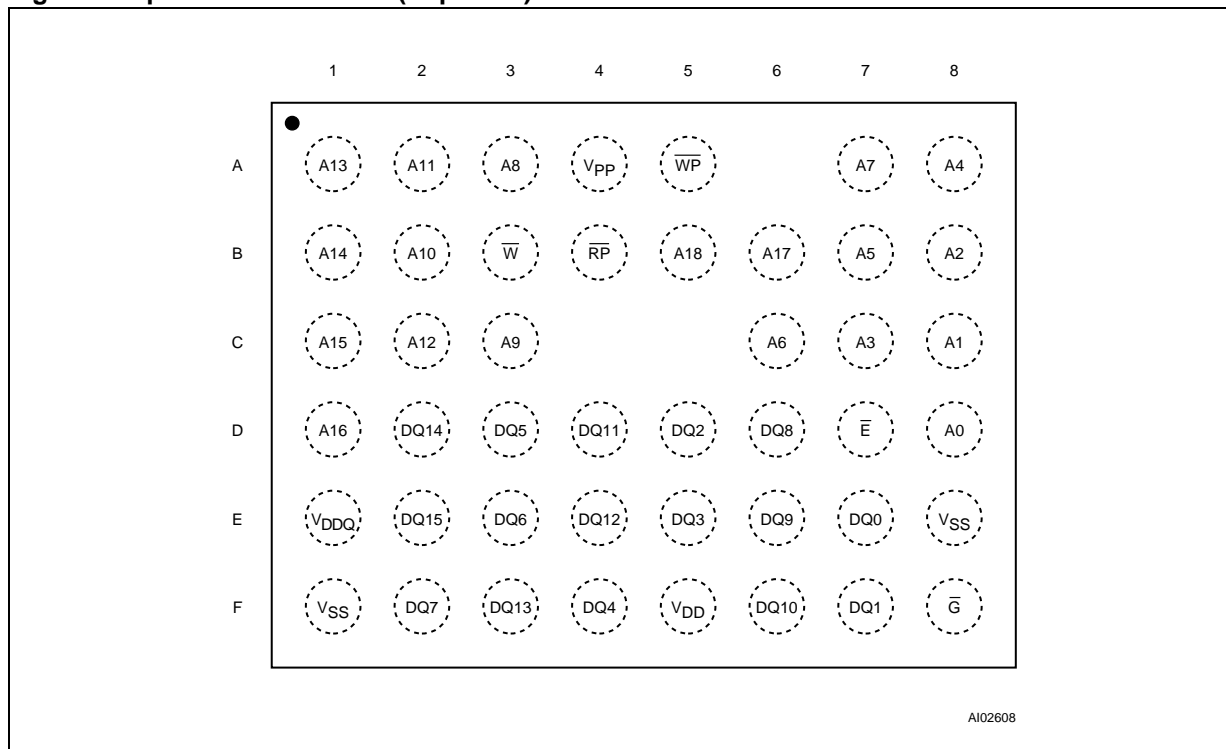 1 2 3 4 5 6 7 8
A A13 A11 A8 VPP W̅P̅ A7 A4
B A14 A10 W̅ R̅P̅ A18 A17 A5 A2
C A15 A12 A9 A6 A3 A1
D A16 DQ14 DQ5 DQ11 DQ2 DQ8 E̅ A0
E VDDQ DQ15 DQ6 DQ12 DQ3 DQ9 DQ0 VSS
F VSS DQ7 DQ13 DQ4 VDD DQ10 DQ1 G̅
AI02608